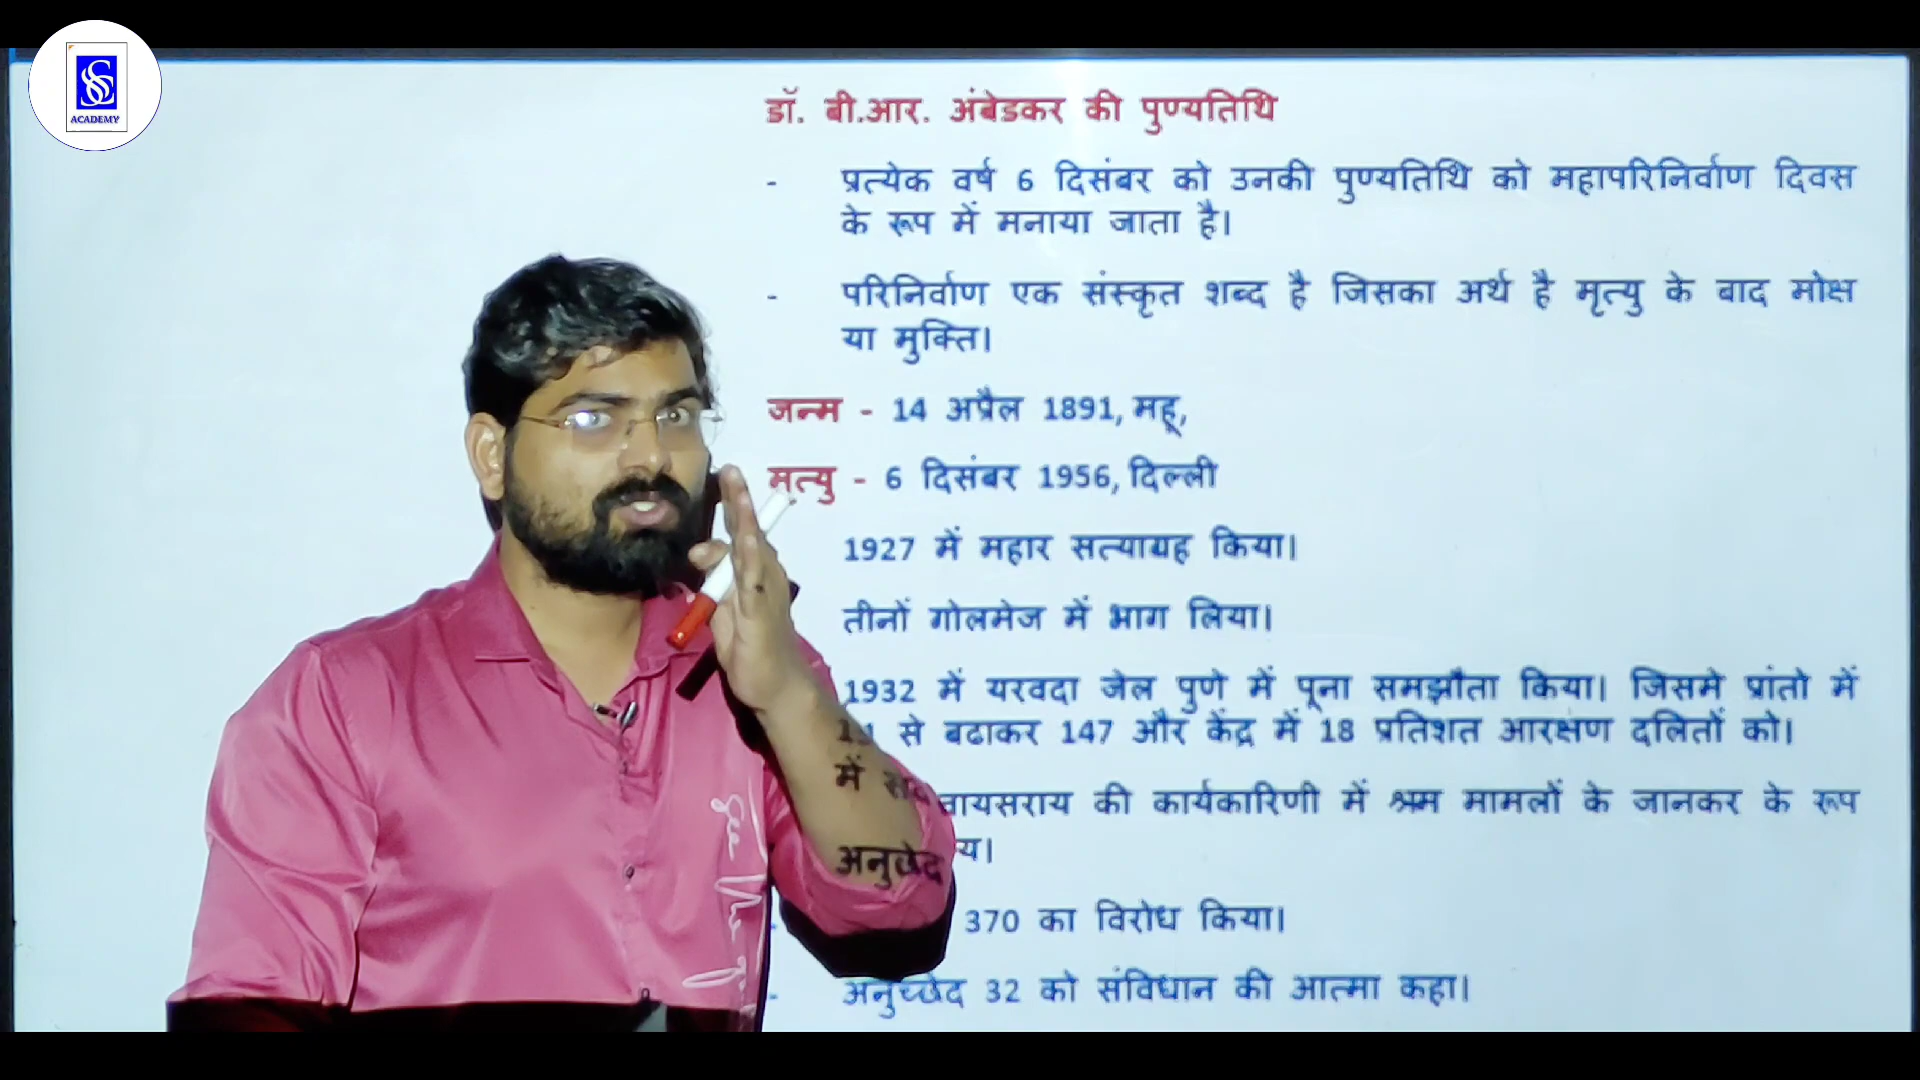 ACADEMY
डॉ. बी.आर. अंबेडकर की पुण्यतिथि
- प्रत्येक वर्ष 6 दिसंबर को उनकी पुण्यतिथि को महापरिनिर्वाण दिवस
के रूप में मनाया जाता है।
- परिनिर्वाण एक संस्कृत शब्द है जिसका अर्थ है मृत्यु के बाद मोक्ष
या मुक्ति।
जन्म - 14 अप्रैल 1891, महू,
मृत्यु - 6 दिसंबर 1956, दिल्ली
1927 में महार सत्याग्रह किया।
तीनों गोलमेज में भाग लिया।
1932 में यरवदा जेल पुणे में पूना समझौता किया। जिसमे प्रांतो में
से बढाकर 147 और केंद्र में 18 प्रतिशत आरक्षण दलितों को।
वायसराय की कार्यकारिणी में श्रम मामलों के जानकर के रूप
में
अनुछेद 370 का विरोध किया।
- अनुच्छेद 32 को संविधान की आत्मा कहा।